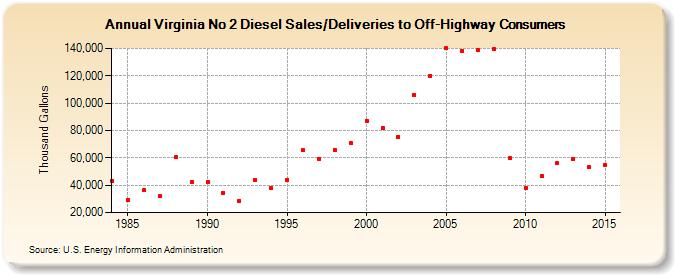 Annual Virginia No 2 Diesel Sales/Deliveries to Off-Highway Consumers
Thousand Gallons
140,000
120,000
100,000
80,000
60,000
40,000
20,000
1985 1990 1995 2000 2005 2010 2015
Source: U.S. Energy Information Administration